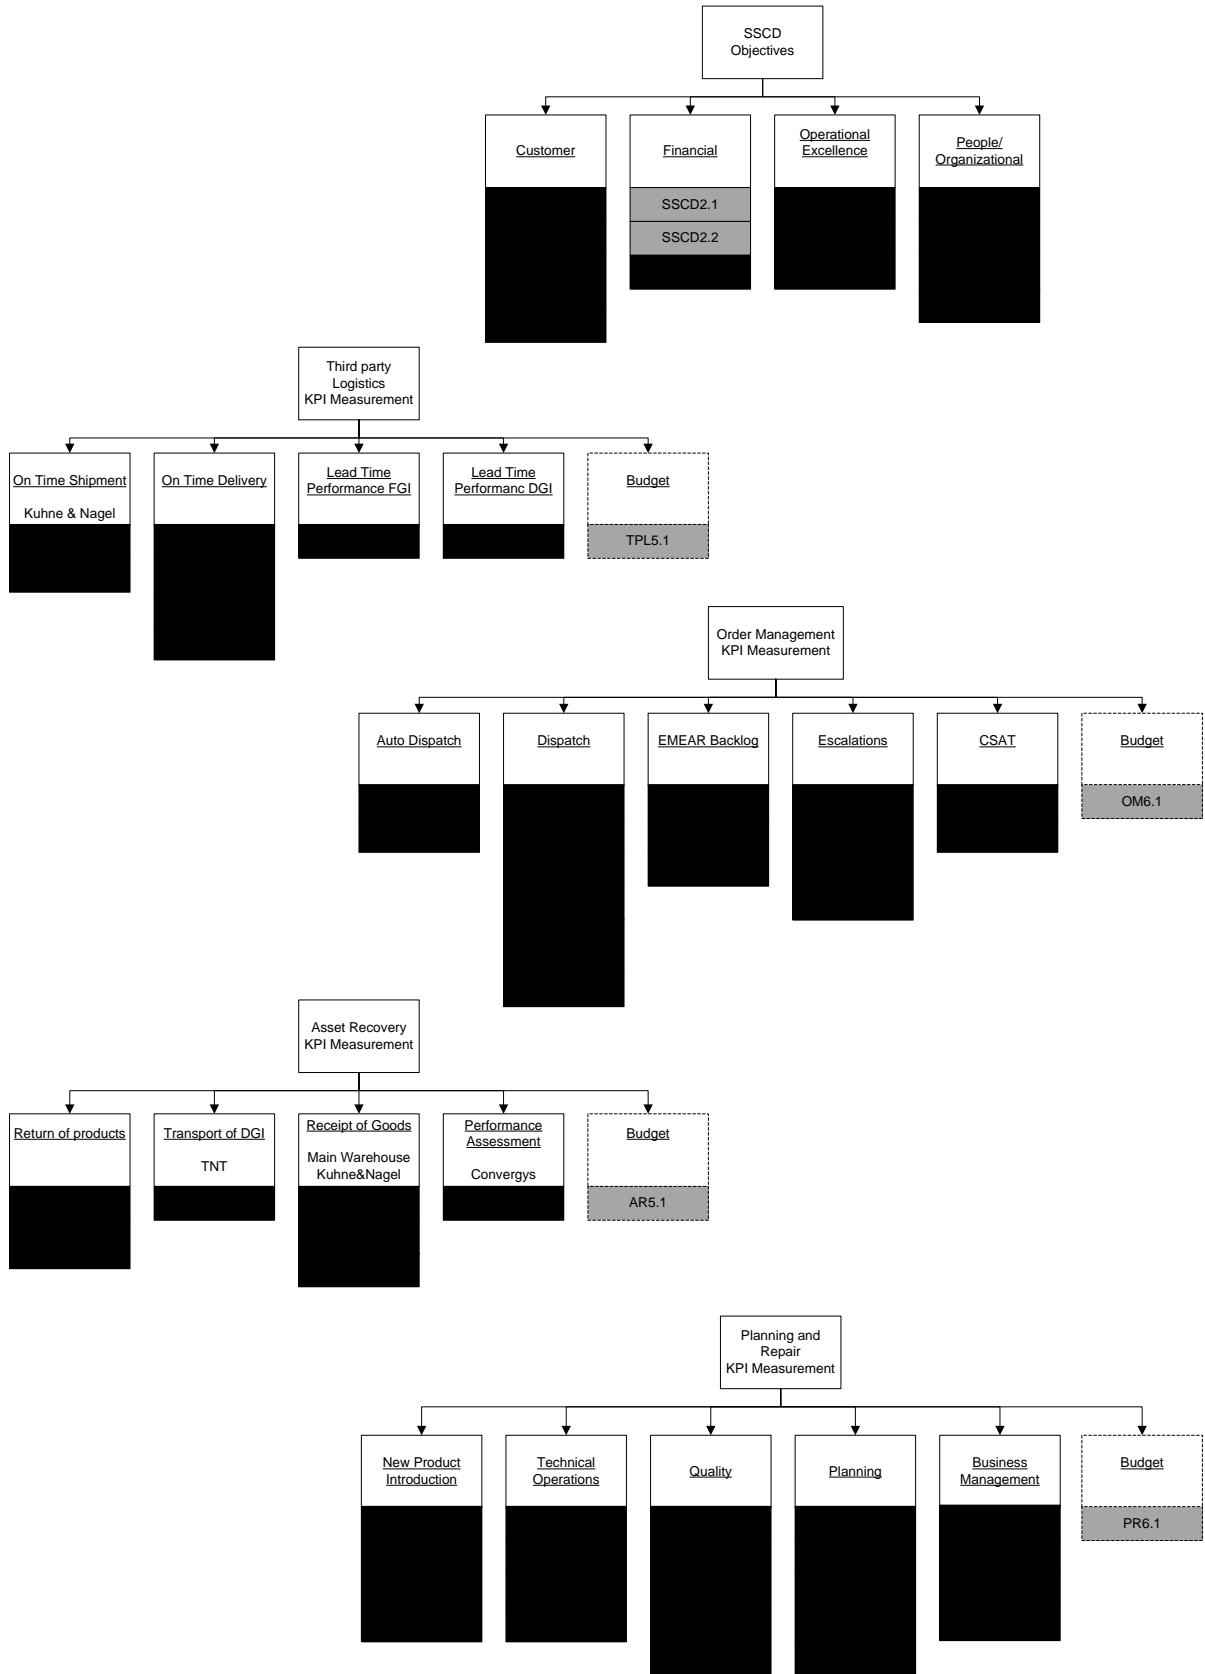 SSCD
Objectives
Customer
Financial
Operational
Excellence
People/
Organizational
SSCD2.1
SSCD2.2
Third party
Logistics
KPI Measurement
On Time Shipment
Kuhne & Nagel
On Time Delivery
Lead Time
Performance FGI
Lead Time
Performanc DGI
Budget
TPL5.1
Order Management
KPI Measurement
Auto Dispatch
Dispatch
EMEAR Backlog
Escalations
CSAT
Budget
OM6.1
Asset Recovery
KPI Measurement
Return of products
Transport of DGI
TNT
Receipt of Goods
Main Warehouse
Kuhne&Nagel
Performance
Assessment
Convergys
Budget
AR5.1
Planning and
Repair
KPI Measurement
New Product
Introduction
Technical
Operations
Quality
Planning
Business
Management
Budget
PR6.1